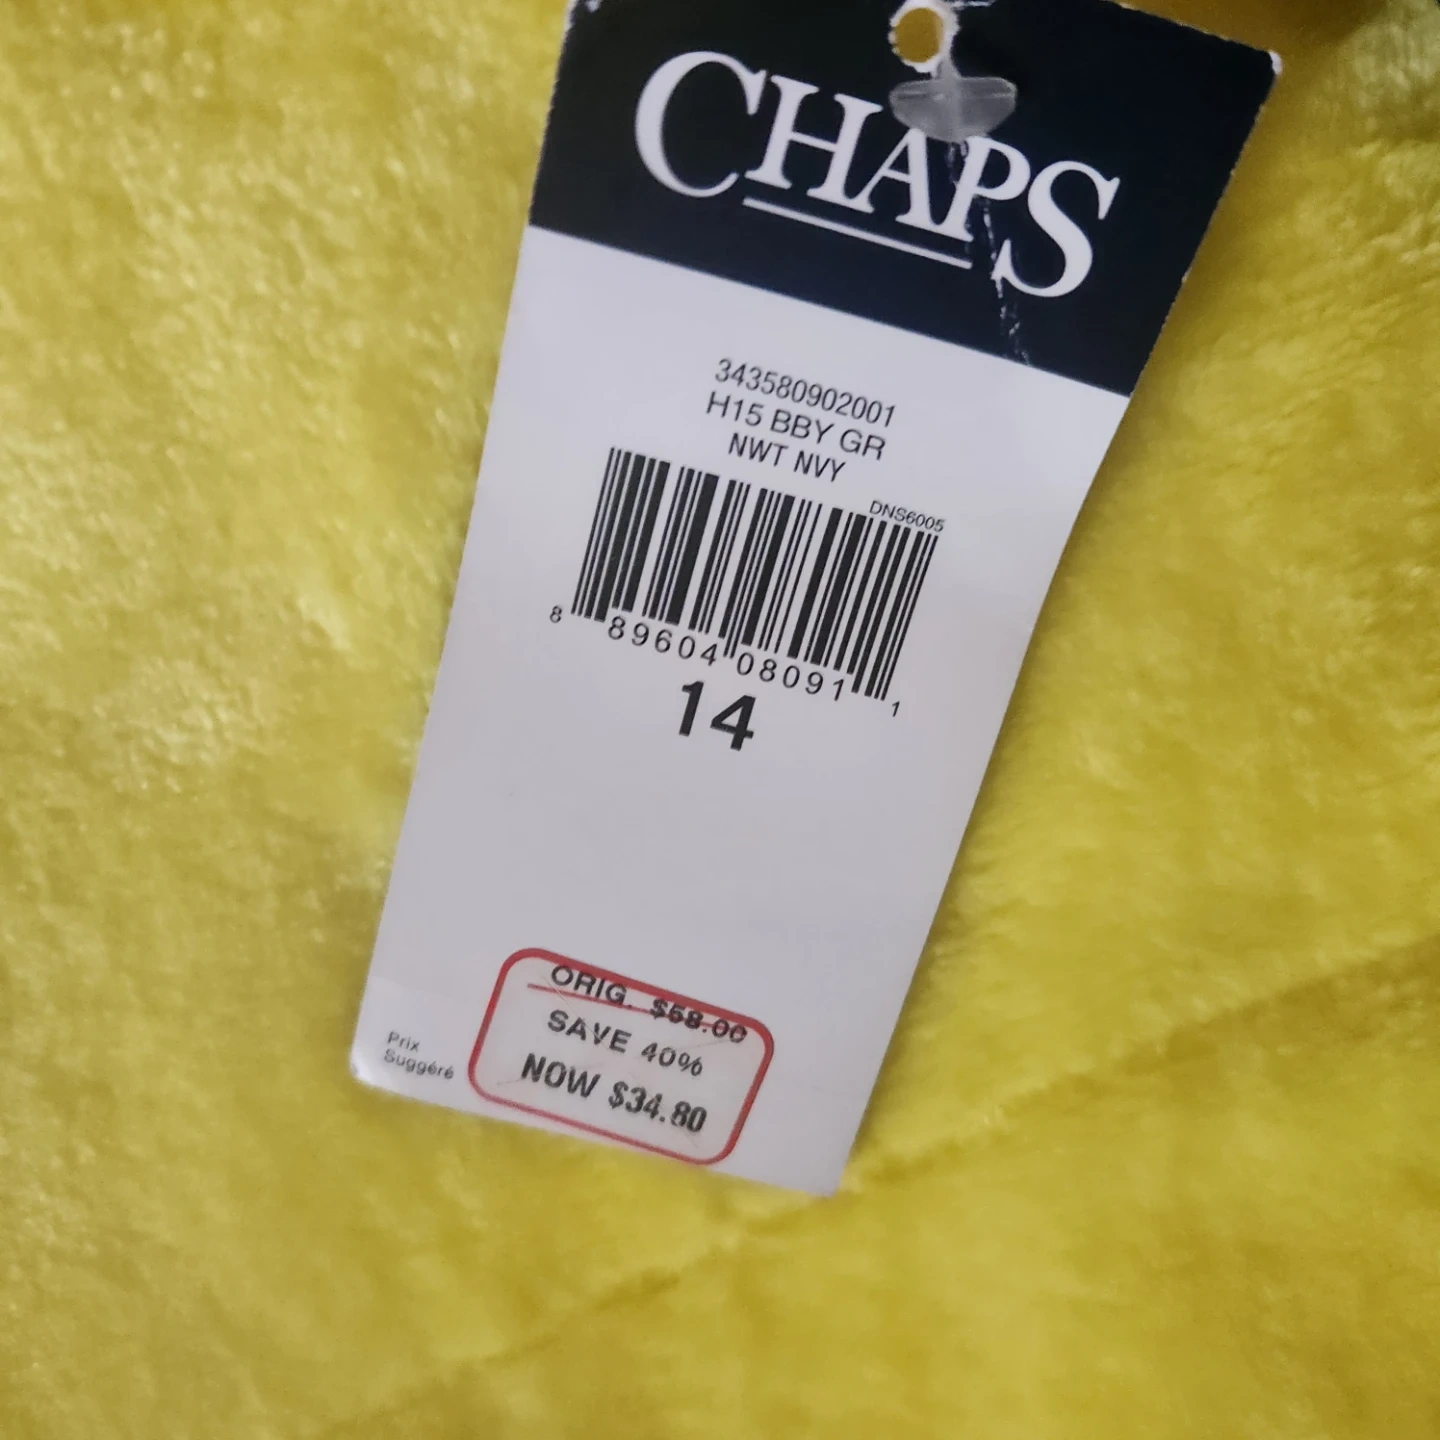 CHAPS
343580902001
H15 BBY GR
NWT NVY
DNS6005
8 89604 08091 1
14
Prix
Suggéré
ORIG. $58.00
SAVE 40%
NOW $34.80